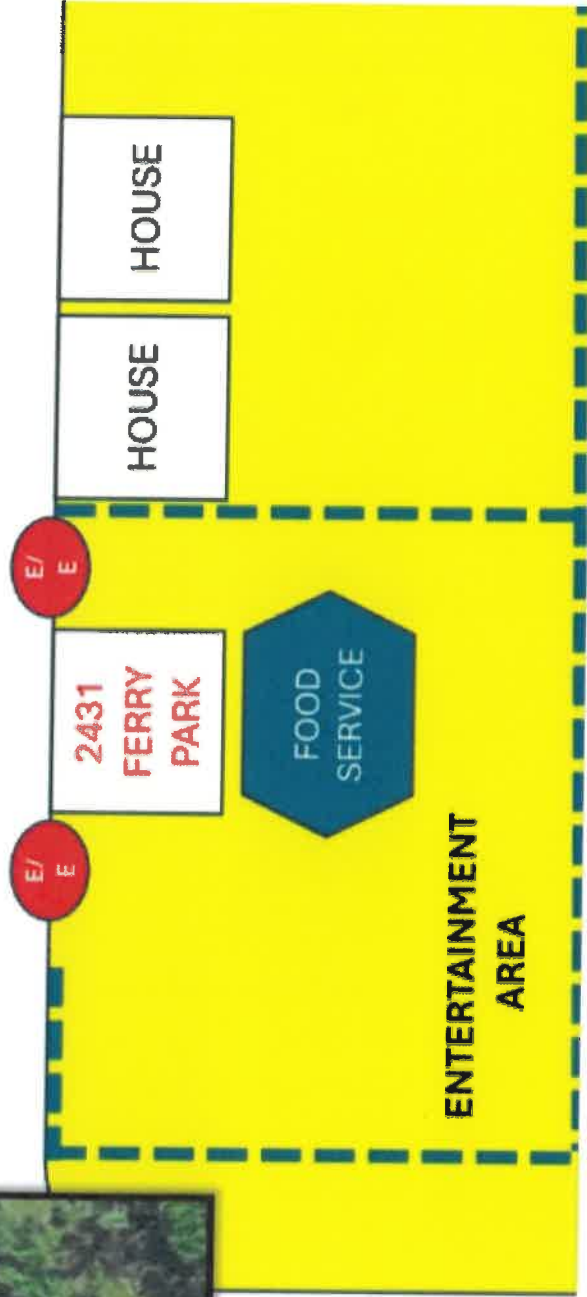 E/
E
2431
FERRY
PARK
E/
E
HOUSE
HOUSE
FOOD
SERVICE
ENTERTAINMENT
AREA